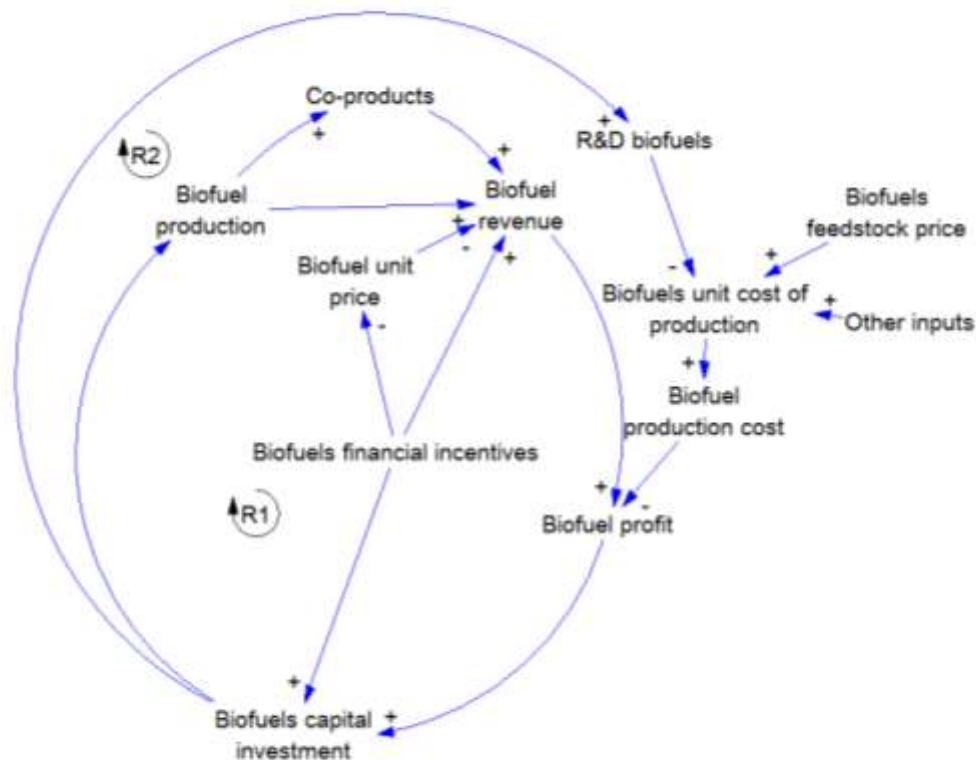 Co-products
+
+
+
R&D biofuels
R2
Biofuel
production
Biofuel
revenue
+
-
+
Biofuels
feedstock price
+
Biofuel unit
price
-
-
Biofuels unit cost of
production
+
Other inputs
+
Biofuel
production cost
Biofuels financial incentives
R1
+
-
Biofuel profit
+
Biofuels capital
investment
+